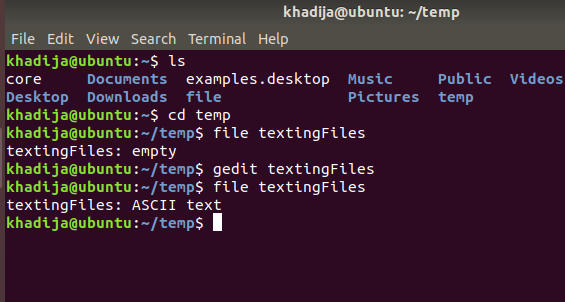 khadija@ubuntu: ~/temp
File Edit View Search Terminal Help
khadija@ubuntu:~$ ls
core Documents examples.desktop Music Public Videos
Desktop Downloads file Pictures temp
khadija@ubuntu:~$ cd temp
khadija@ubuntu:~/temp$ file textingFiles
textingFiles: empty
khadija@ubuntu:~/temp$ gedit textingFiles
khadija@ubuntu:~/temp$ file textingFiles
textingFiles: ASCII text
khadija@ubuntu:~/temp$